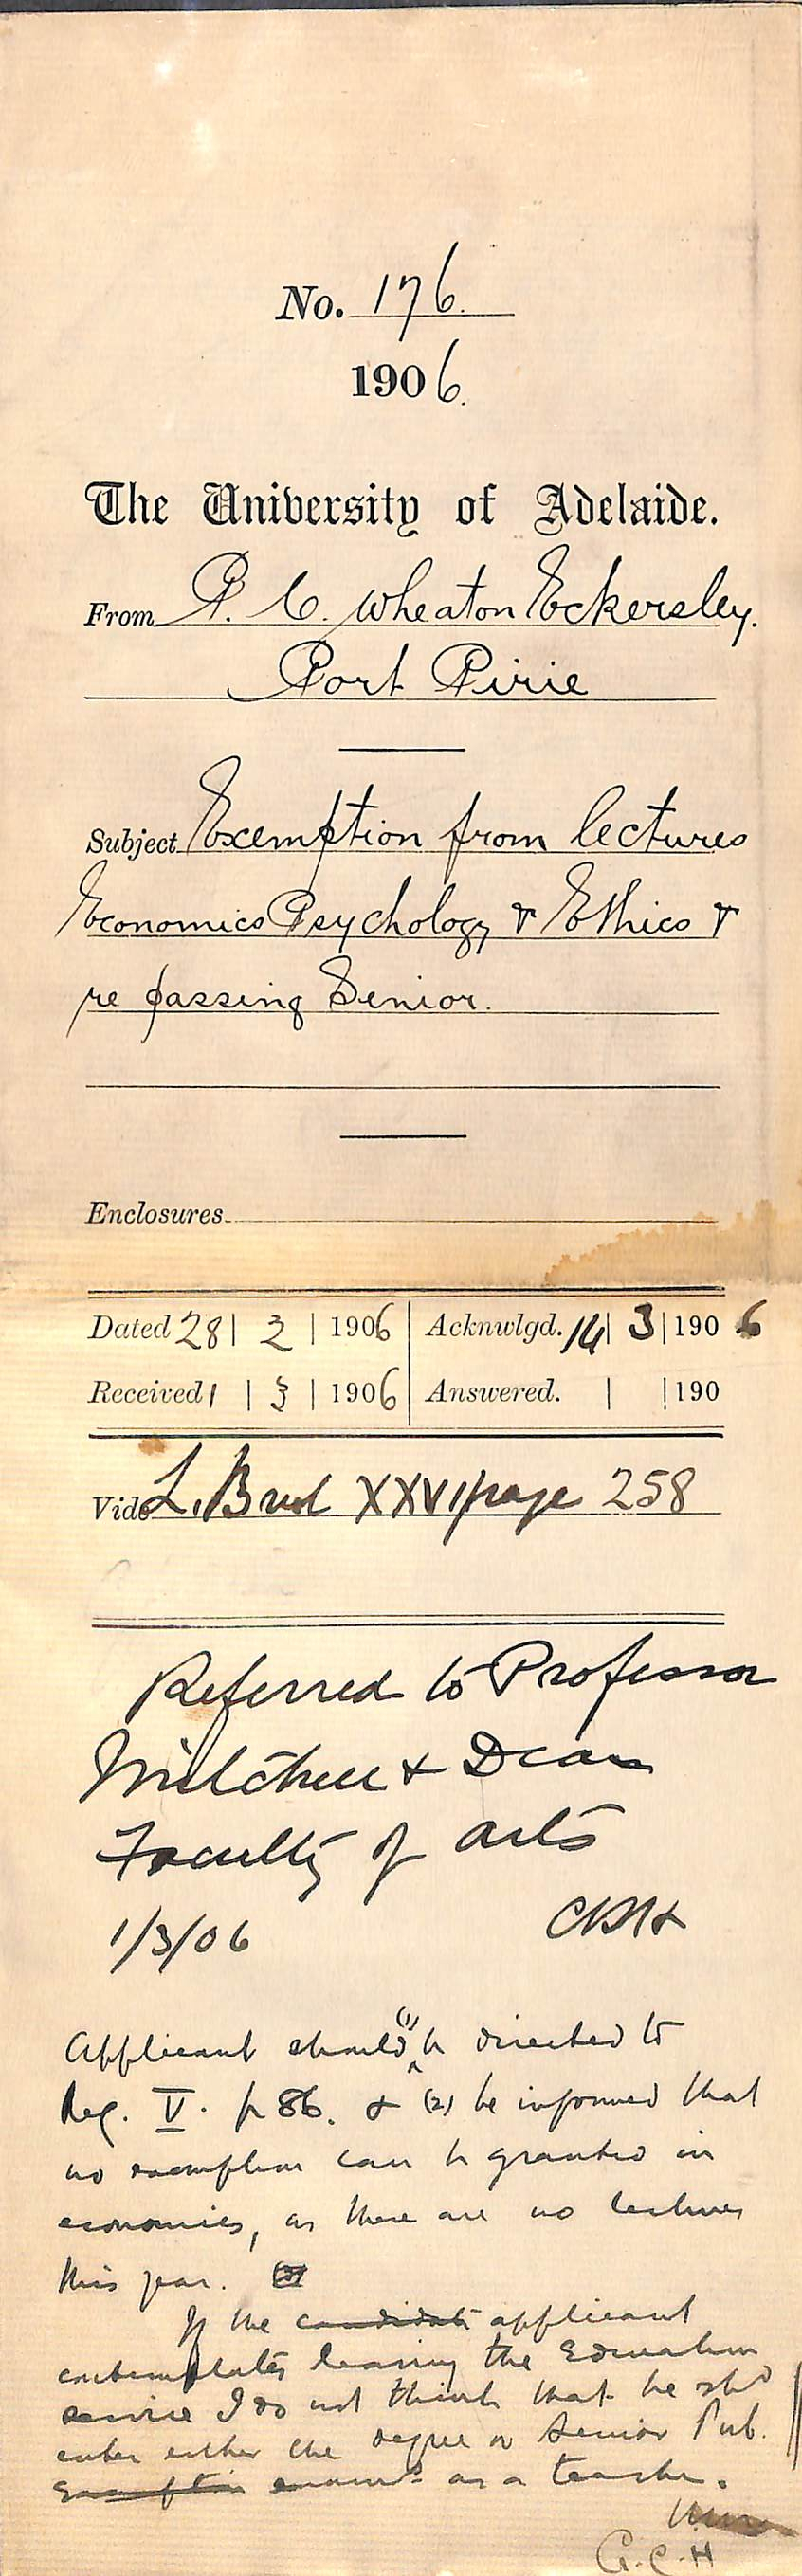 No. 176.
1906.
The University of Adelaide.
From P. C. Wheaton Eckersley.
Port Pirie
Subject Exemption from lectures
Economics Psychology & Ethics &
re passing Senior.
Enclosures
Dated 28 | 2 | 1906 Acknwlgd. 14 | 3 | 1906
Received 1 | 3 | 1906 Answered. | | 190
Vide L. Book XXVI page 258
Referred to Professor
Mitchell & Dean
Faculty of Arts
1/3/06
Applicant should (1) be directed to
Reg. V. p 86. & (2) be informed that
no exemption can be granted in
economics, as there are no lectures
this year.
If the candidate applicant
contemplates leaving the Education
service I do not think that he shd
enter either the degree or Senior Pub.
as a teacher.
G.C.H